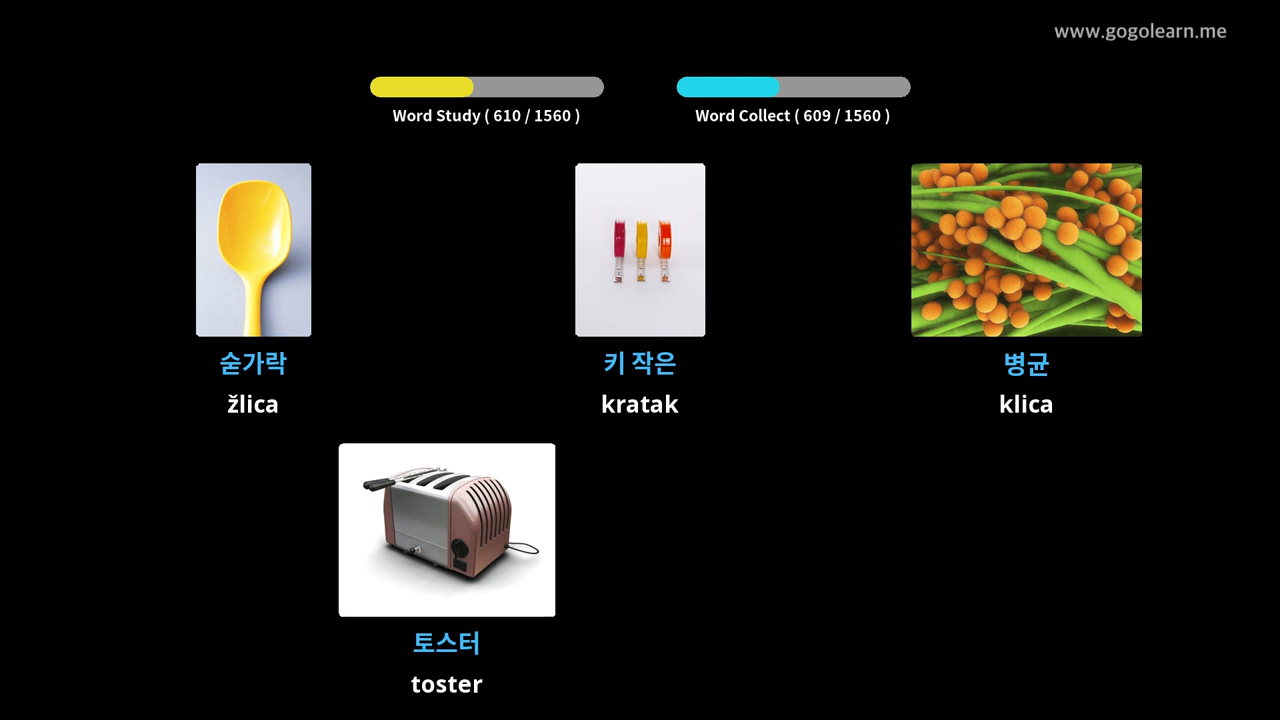 www.gogolearn.me
Word Study ( 610 / 1560 )
Word Collect ( 609 / 1560 )
숟가락
žlica
키 작은
kratak
병균
klica
토스터
toster